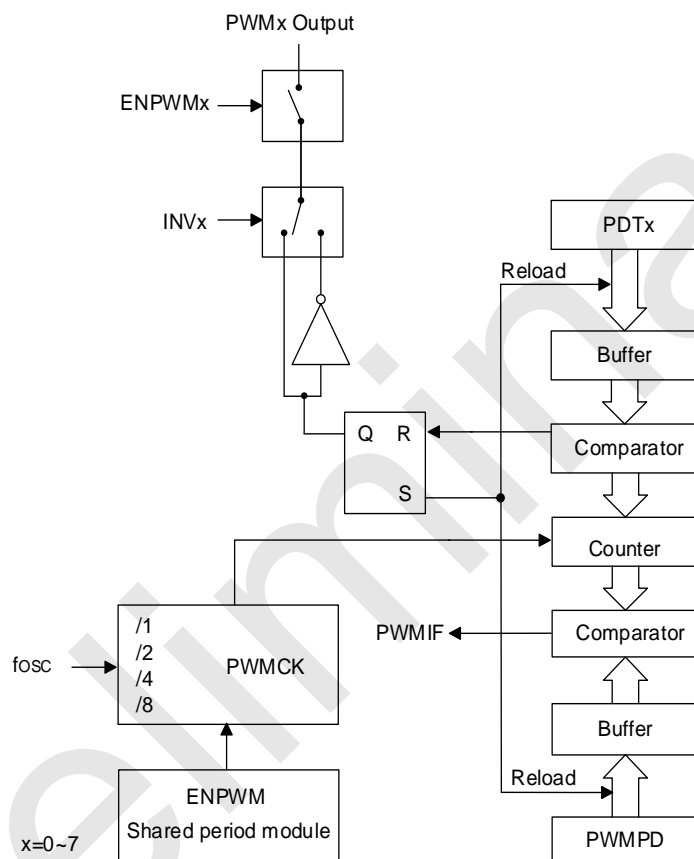 PWMx Output
ENPWMx
INVx
PDTx
Reload
Buffer
Q R
Comparator
S
Counter
/1
/2
/4
/8
PWMCK
PWMIF
Comparator
fosc
Buffer
Reload
ENPWM
Shared period module
x=0~7
PWMPD
elimina